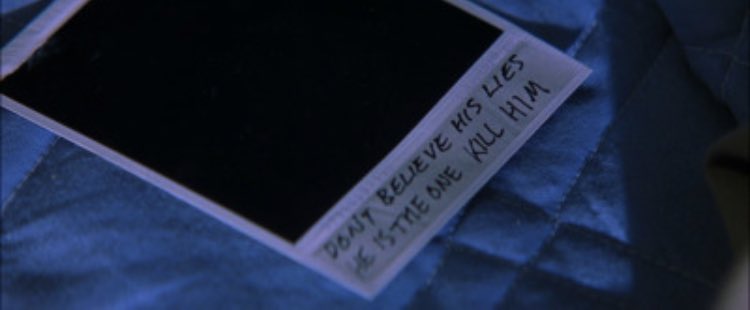 DON'T BELIEVE HIS LIES
HE IS THE ONE KILL HIM